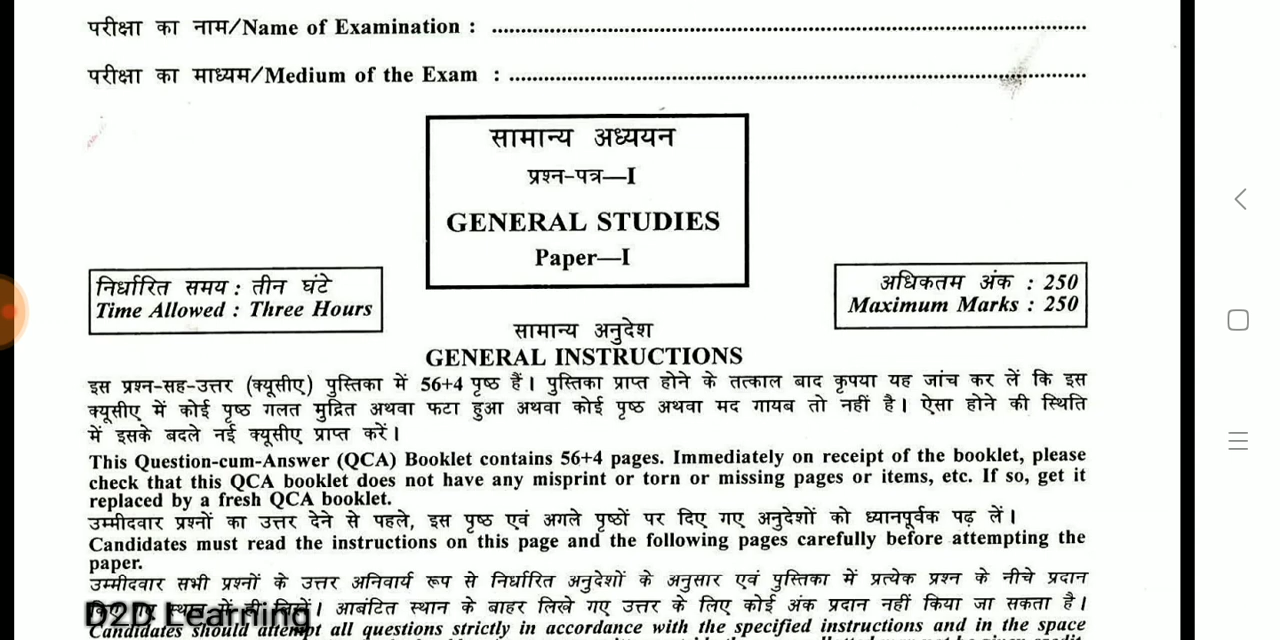 परीक्षा का नाम/Name of Examination : ........................................................
परीक्षा का माध्यम/Medium of the Exam : ........................................................
सामान्य अध्ययन
प्रश्न-पत्र—I
GENERAL STUDIES
Paper—I
निर्धारित समय : तीन घंटे
Time Allowed : Three Hours
अधिकतम अंक : 250
Maximum Marks : 250
सामान्य अनुदेश
GENERAL INSTRUCTIONS
इस प्रश्न-सह-उत्तर (क्यूसीए) पुस्तिका में 56+4 पृष्ठ हैं। पुस्तिका प्राप्त होने के तत्काल बाद कृपया यह जांच कर लें कि इस
क्यूसीए में कोई पृष्ठ गलत मुद्रित अथवा फटा हुआ अथवा कोई पृष्ठ अथवा मद गायब तो नहीं है। ऐसा होने की स्थिति
में इसके बदले नई क्यूसीए प्राप्त करें।
This Question-cum-Answer (QCA) Booklet contains 56+4 pages. Immediately on receipt of the booklet, please
check that this QCA booklet does not have any misprint or torn or missing pages or items, etc. If so, get it
replaced by a fresh QCA booklet.
उम्मीदवार प्रश्नों का उत्तर देने से पहले, इस पृष्ठ एवं अगले पृष्ठों पर दिए गए अनुदेशों को ध्यानपूर्वक पढ़ लें।
Candidates must read the instructions on this page and the following pages carefully before attempting the
paper.
उम्मीदवार सभी प्रश्नों के उत्तर अनिवार्य रूप से निर्धारित अनुदेशों के अनुसार एवं पुस्तिका में प्रत्येक प्रश्न के नीचे प्रदान
किए गए स्थान में ही लिखें। आबंटित स्थान के बाहर लिखे गए उत्तर के लिए कोई अंक प्रदान नहीं किया जा सकता है।
D2D Learning
Candidates should attempt all questions strictly in accordance with the specified instructions and in the space